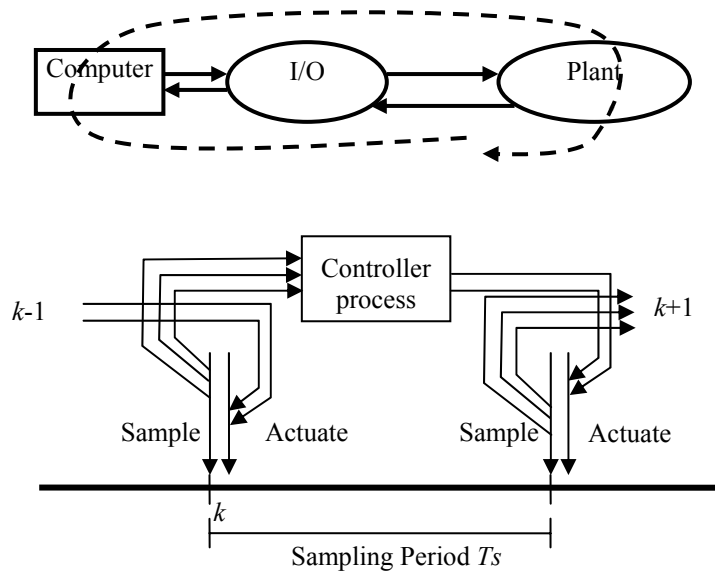 Computer
I/O
Plant
Controller
process
k-1
k+1
Sample
Actuate
Sample
Actuate
k
Sampling Period Ts